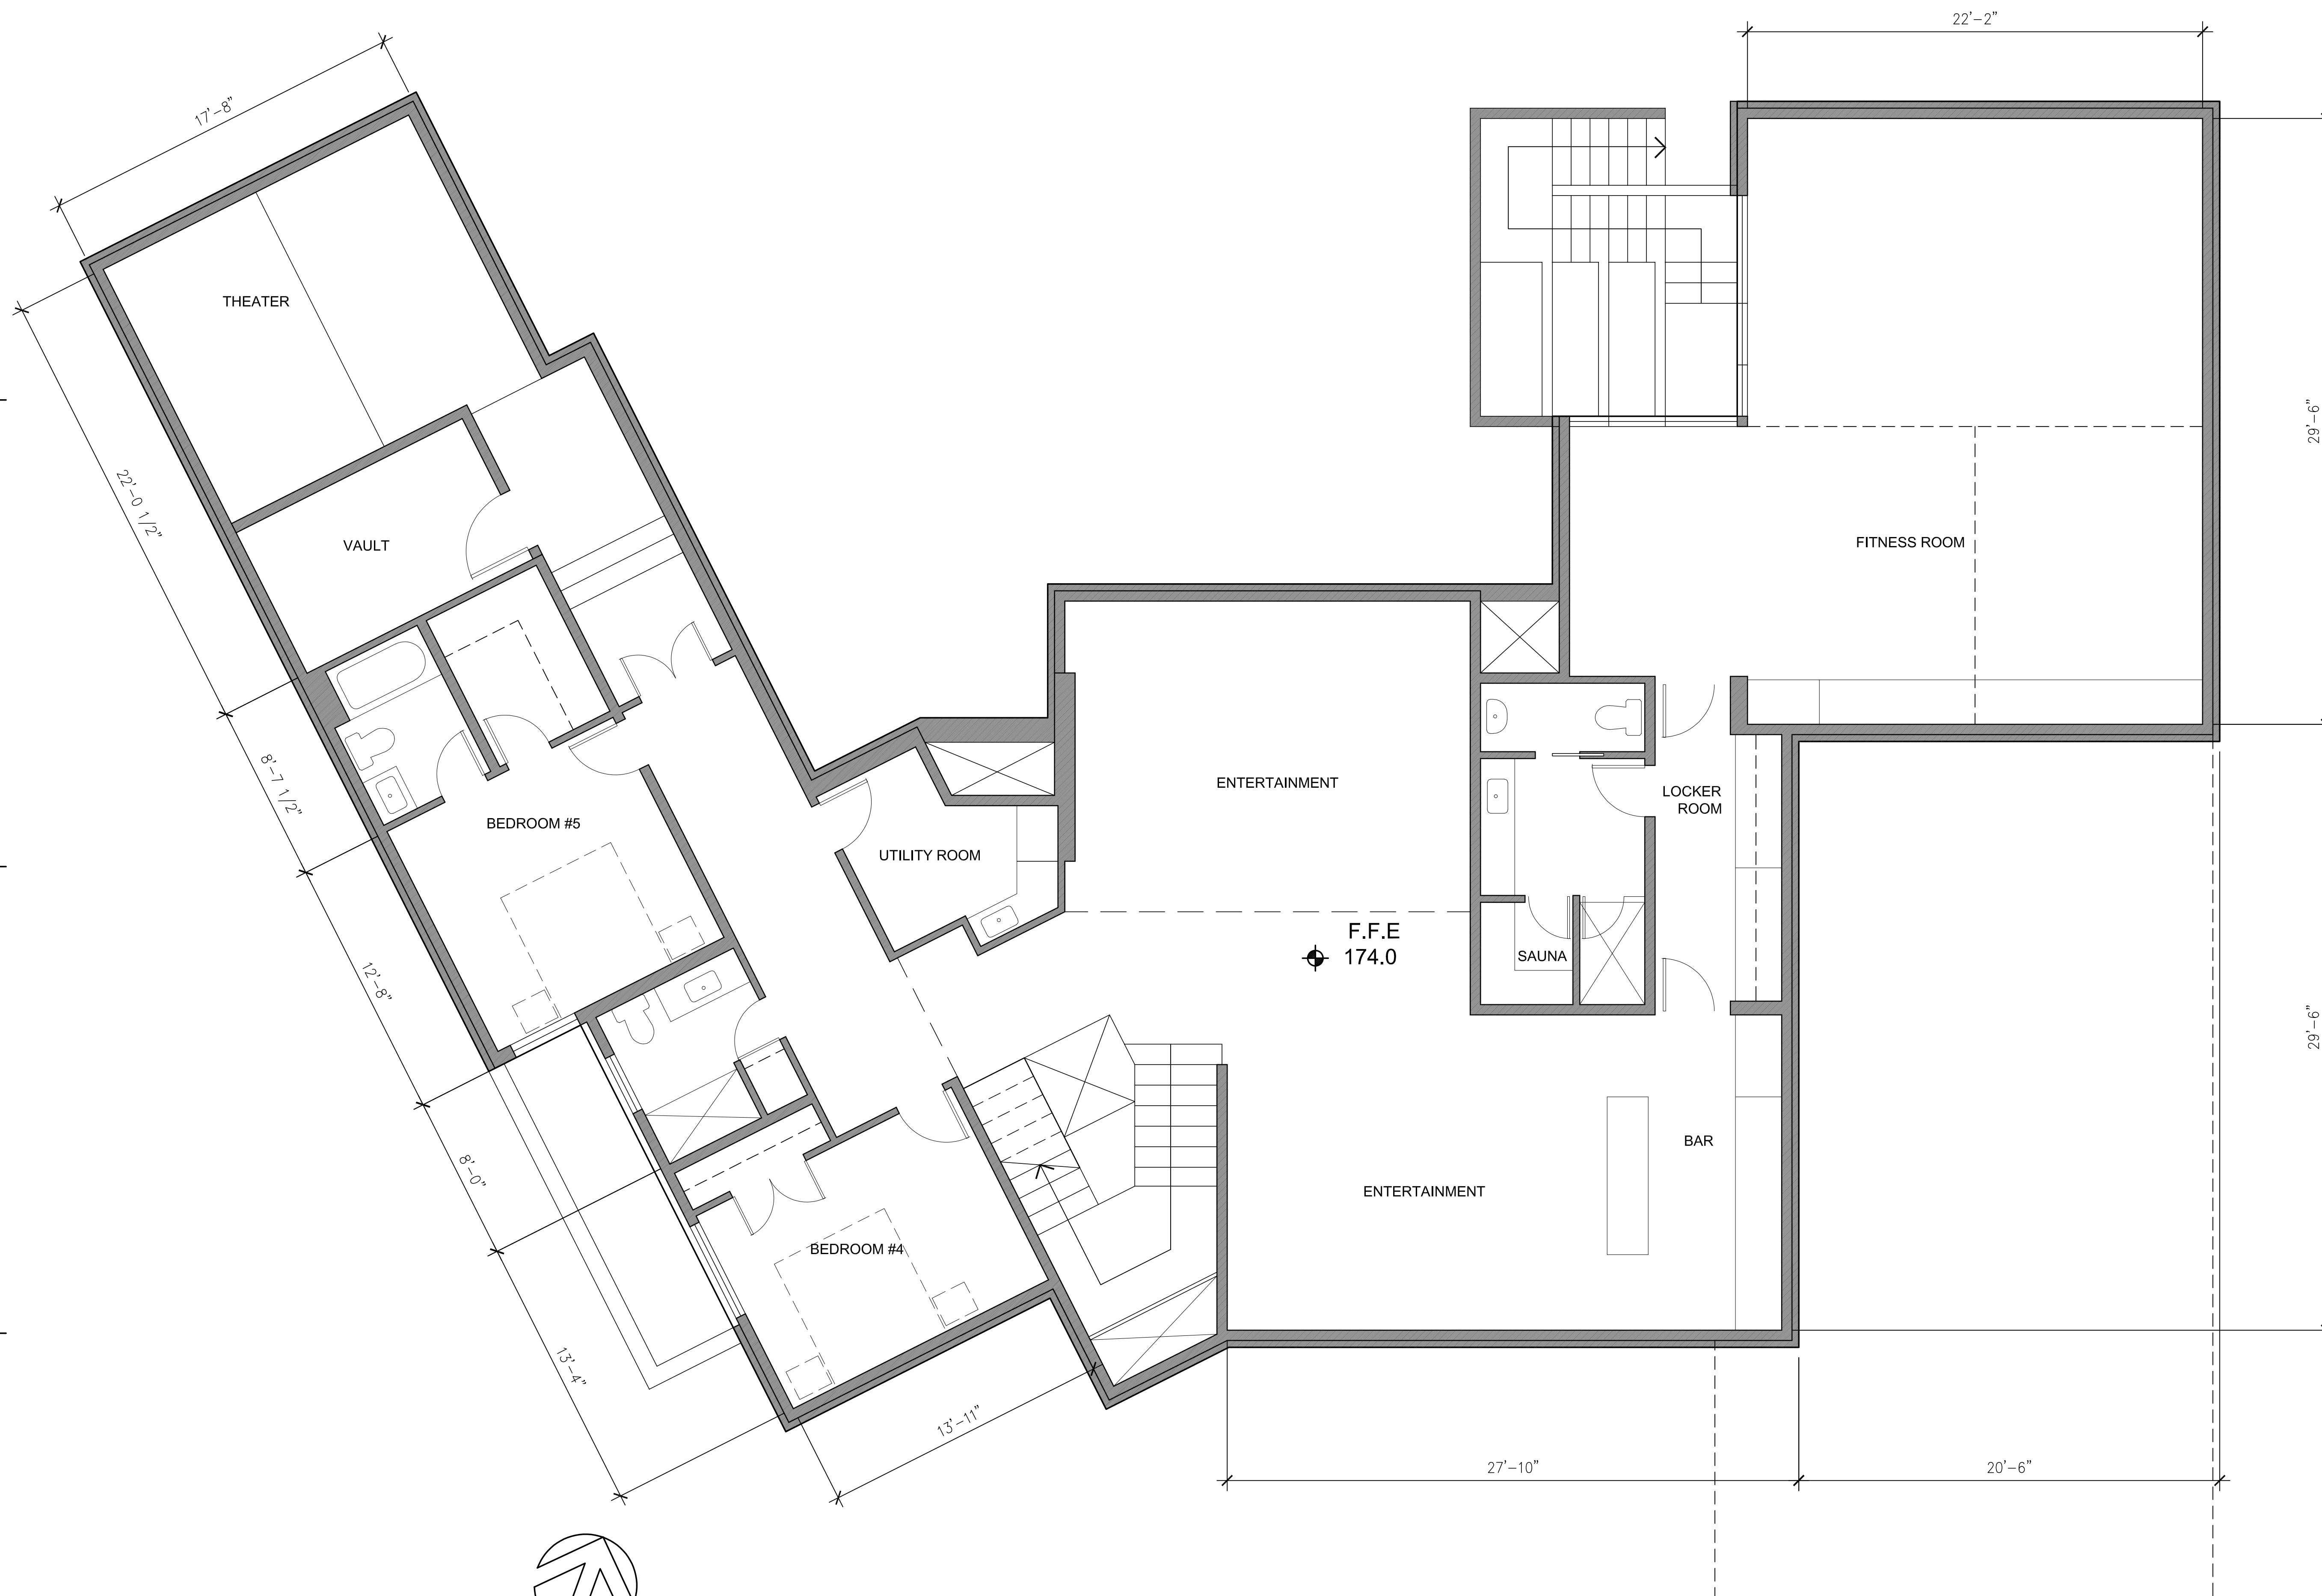 22'-2"
17'-8"
THEATER
29'-6"
22'-0 1/2"
VAULT
FITNESS ROOM
8'-7 1/2"
ENTERTAINMENT
LOCKER
ROOM
BEDROOM #5
UTILITY ROOM
F.F.E
174.0
SAUNA
12'-8"
29'-6"
BAR
8'-0"
ENTERTAINMENT
BEDROOM #4
13'-4"
13'-11"
27'-10"
20'-6"